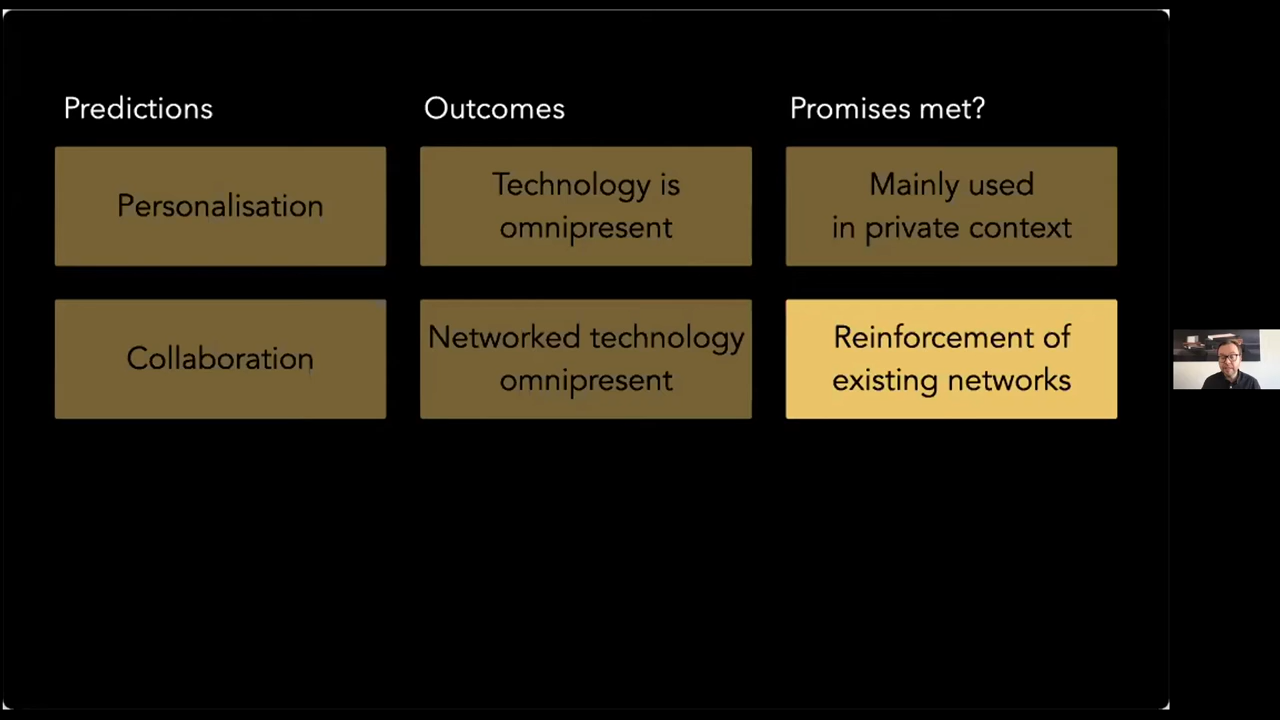 Predictions
Outcomes
Promises met?
Personalisation
Technology is
omnipresent
Mainly used
in private context
Collaboration
Networked technology
omnipresent
Reinforcement of
existing networks